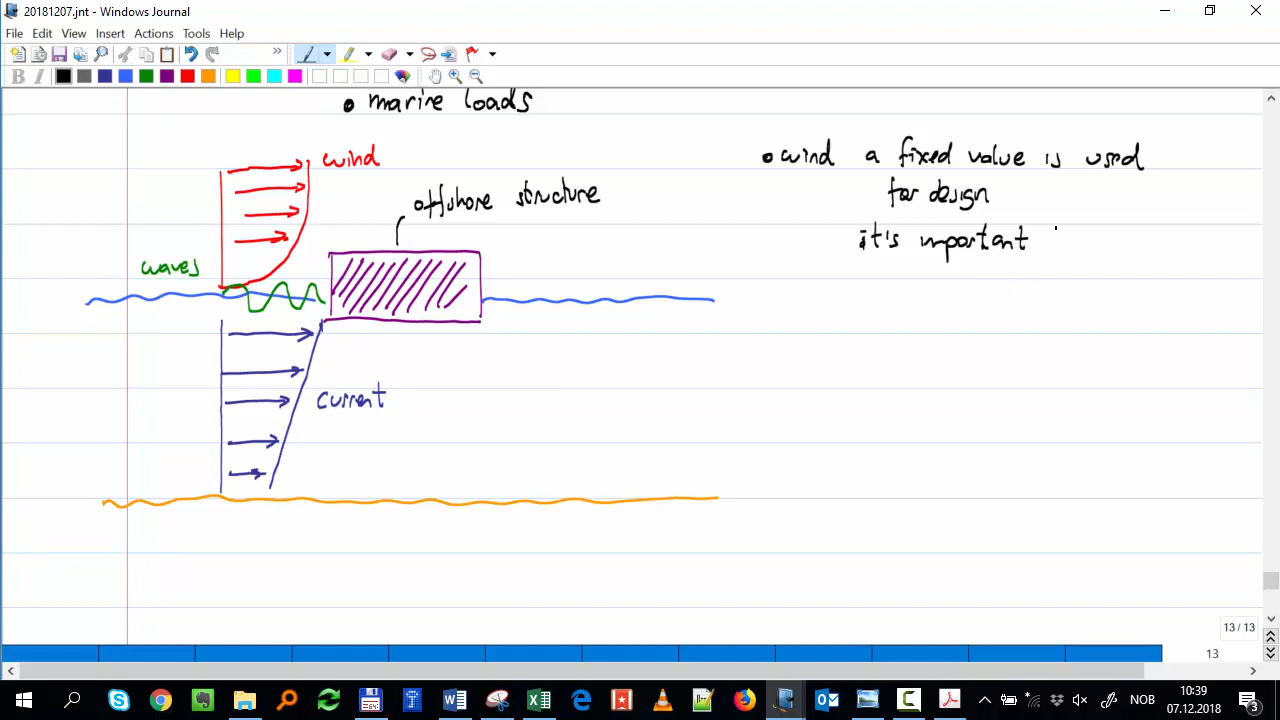 20181207.jnt - Windows Journal
File Edit View Insert Actions Tools Help
B I
• marine loads
wind
• wind a fixed value is used
for design
it's important
offshore structure
waves
current
13 / 13
13
NOB
10:39
07.12.2018
3